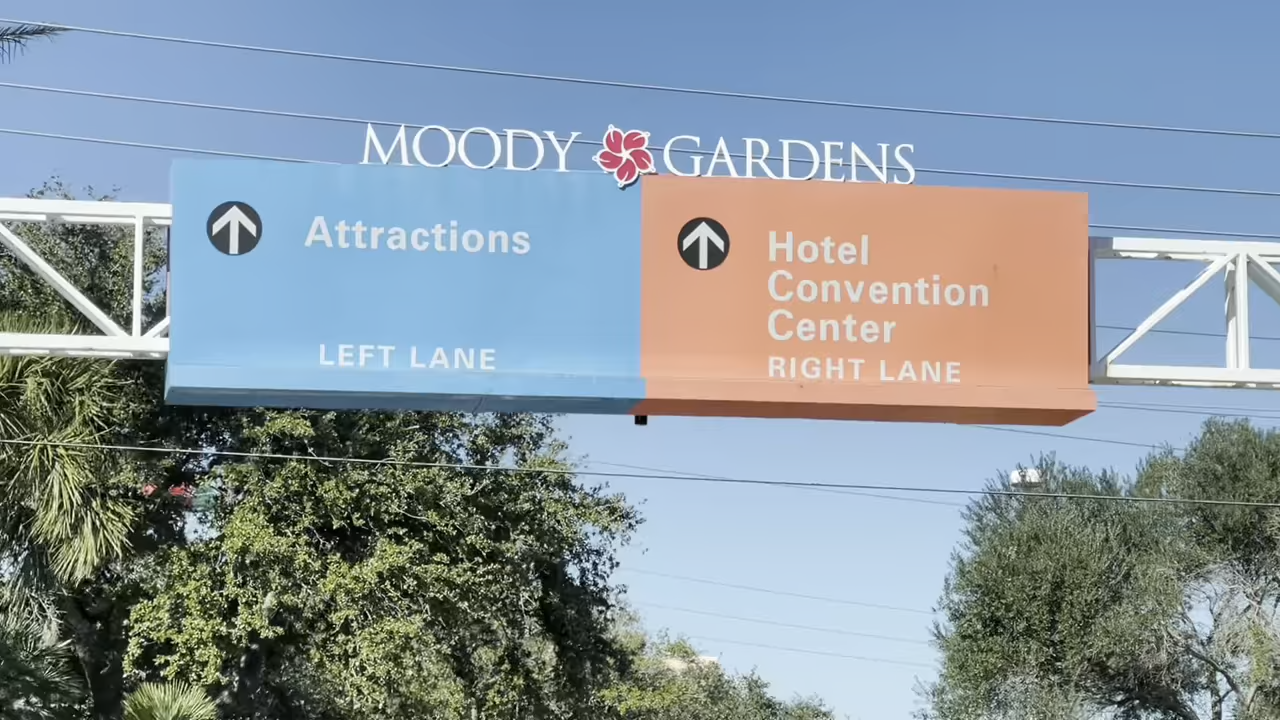 MOODY GARDENS
Attractions
LEFT LANE
Hotel
Convention
Center
RIGHT LANE